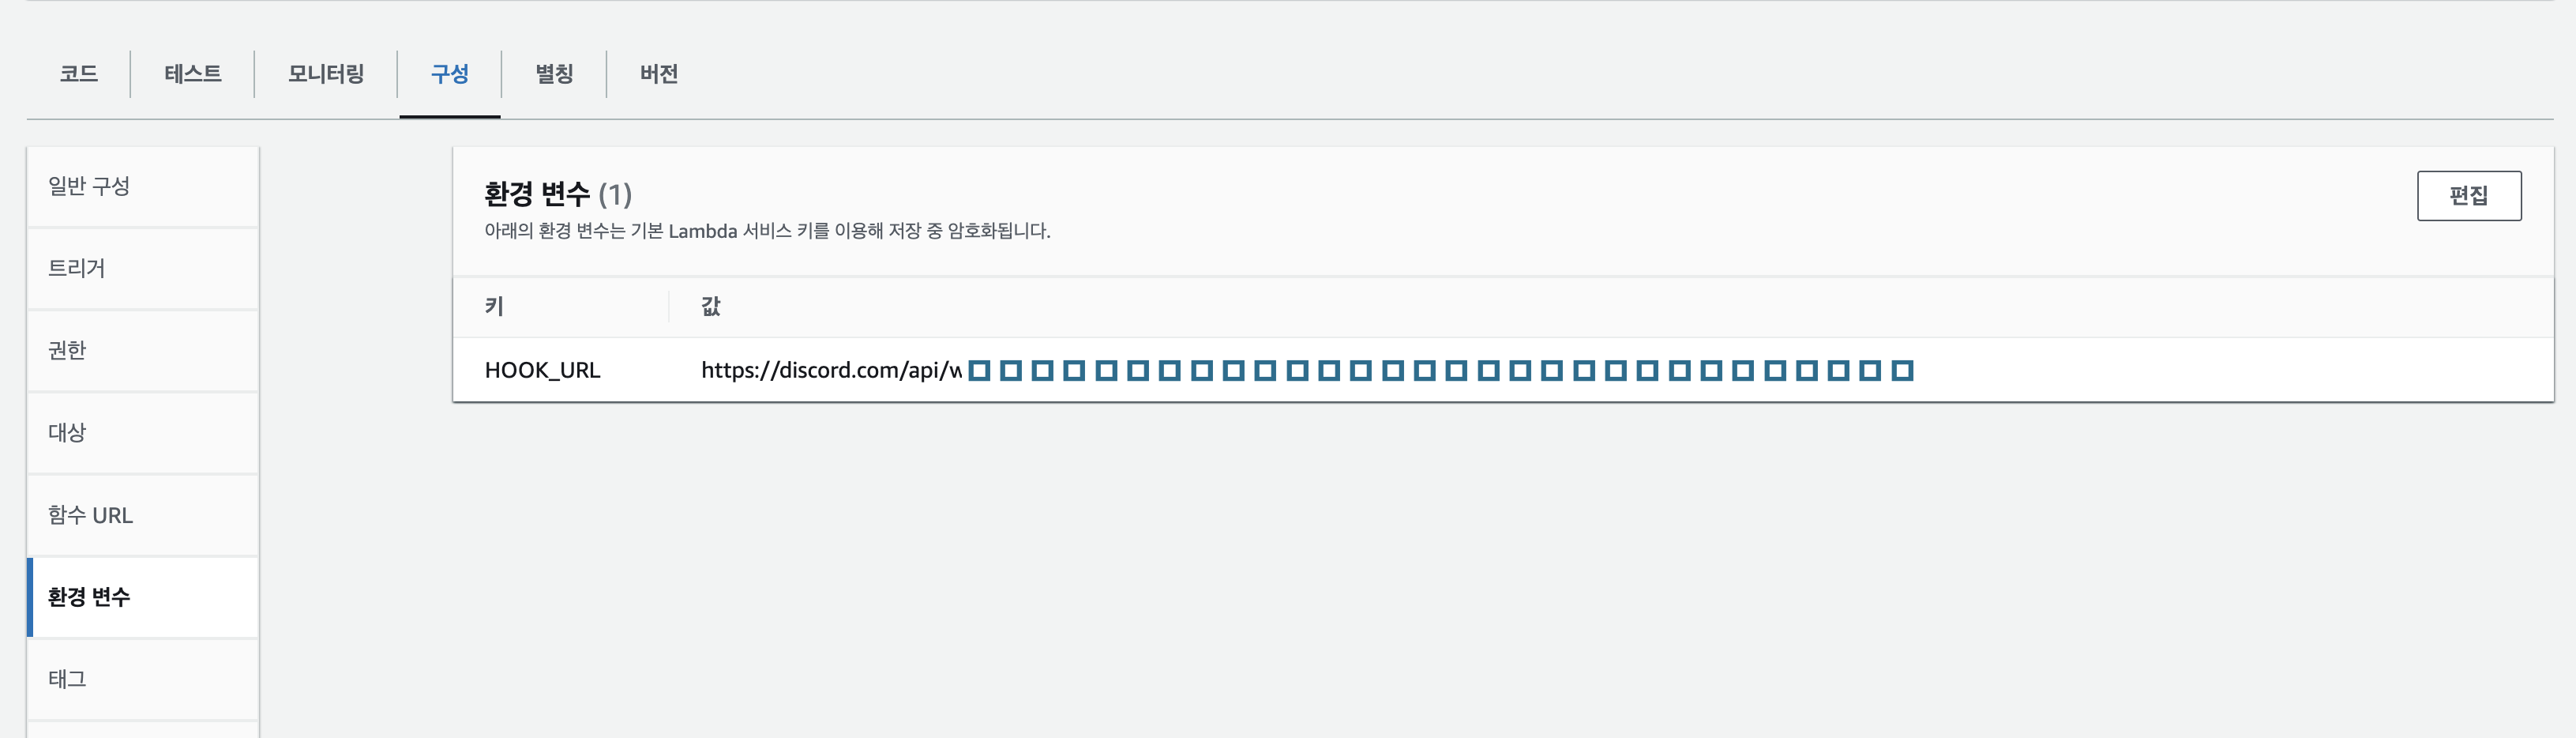 코드
테스트
모니터링
구성
별칭
버전
일반 구성
트리거
권한
대상
함수 URL
환경 변수
태그
환경 변수 (1)
편집
아래의 환경 변수는 기본 Lambda 서비스 키를 이용해 저장 중 암호화됩니다.
키 값
HOOK_URL https://discord.com/api/w